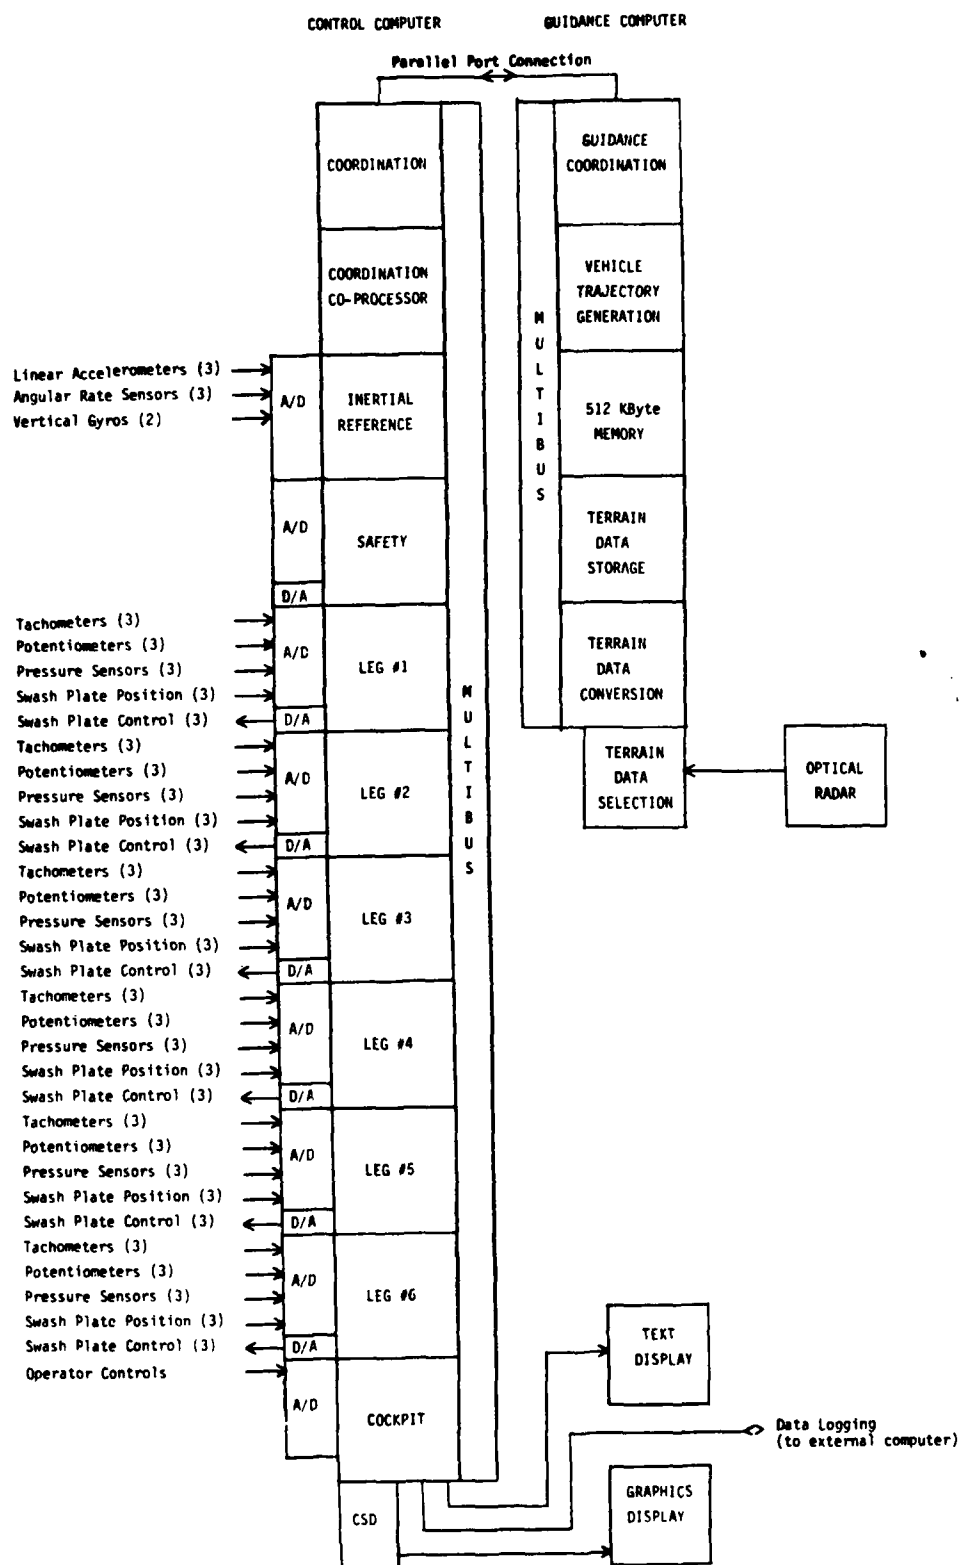 CONTROL COMPUTER
GUIDANCE COMPUTER
Parallel Port Connection
COORDINATION
COORDINATION
CO-PROCESSOR
Linear Accelerometers (3)
Angular Rate Sensors (3)
Vertical Gyros (2)
A/D
INERTIAL
REFERENCE
A/D
SAFETY
D/A
Tachometers (3)
Potentiometers (3)
Pressure Sensors (3)
Swash Plate Position (3)
Swash Plate Control (3)
A/D
D/A
LEG #1
Tachometers (3)
Potentiometers (3)
Pressure Sensors (3)
Swash Plate Position (3)
Swash Plate Control (3)
A/D
D/A
LEG #2
Tachometers (3)
Potentiometers (3)
Pressure Sensors (3)
Swash Plate Position (3)
Swash Plate Control (3)
A/D
D/A
LEG #3
Tachometers (3)
Potentiometers (3)
Pressure Sensors (3)
Swash Plate Position (3)
Swash Plate Control (3)
A/D
D/A
LEG #4
Tachometers (3)
Potentiometers (3)
Pressure Sensors (3)
Swash Plate Position (3)
Swash Plate Control (3)
A/D
D/A
LEG #5
Tachometers (3)
Potentiometers (3)
Pressure Sensors (3)
Swash Plate Position (3)
Swash Plate Control (3)
A/D
D/A
LEG #6
Operator Controls
A/D
COCKPIT
CSD
MULTIBUS
MULTIBUS
GUIDANCE
COORDINATION
VEHICLE
TRAJECTORY
GENERATION
512 KByte
MEMORY
TERRAIN
DATA
STORAGE
TERRAIN
DATA
CONVERSION
TERRAIN
DATA
SELECTION
OPTICAL
RADAR
TEXT
DISPLAY
Data Logging
(to external computer)
GRAPHICS
DISPLAY